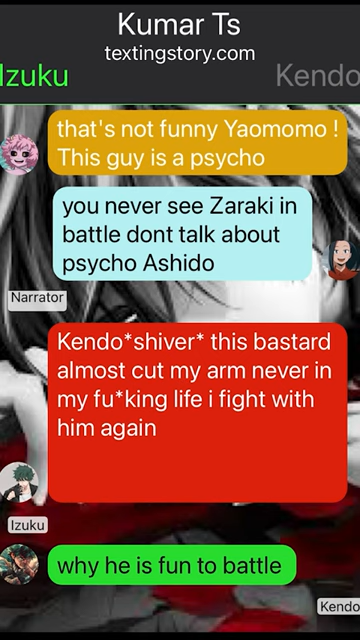 Kumar Ts
textingstory.com
Izuku
Kendo
that's not funny Yaomomo !
This guy is a psycho
you never see Zaraki in
battle dont talk about
psycho Ashido
Narrator
Kendo*shiver* this bastard
almost cut my arm never in
my fu*king life i fight with
him again
Izuku
why he is fun to battle
Kendo